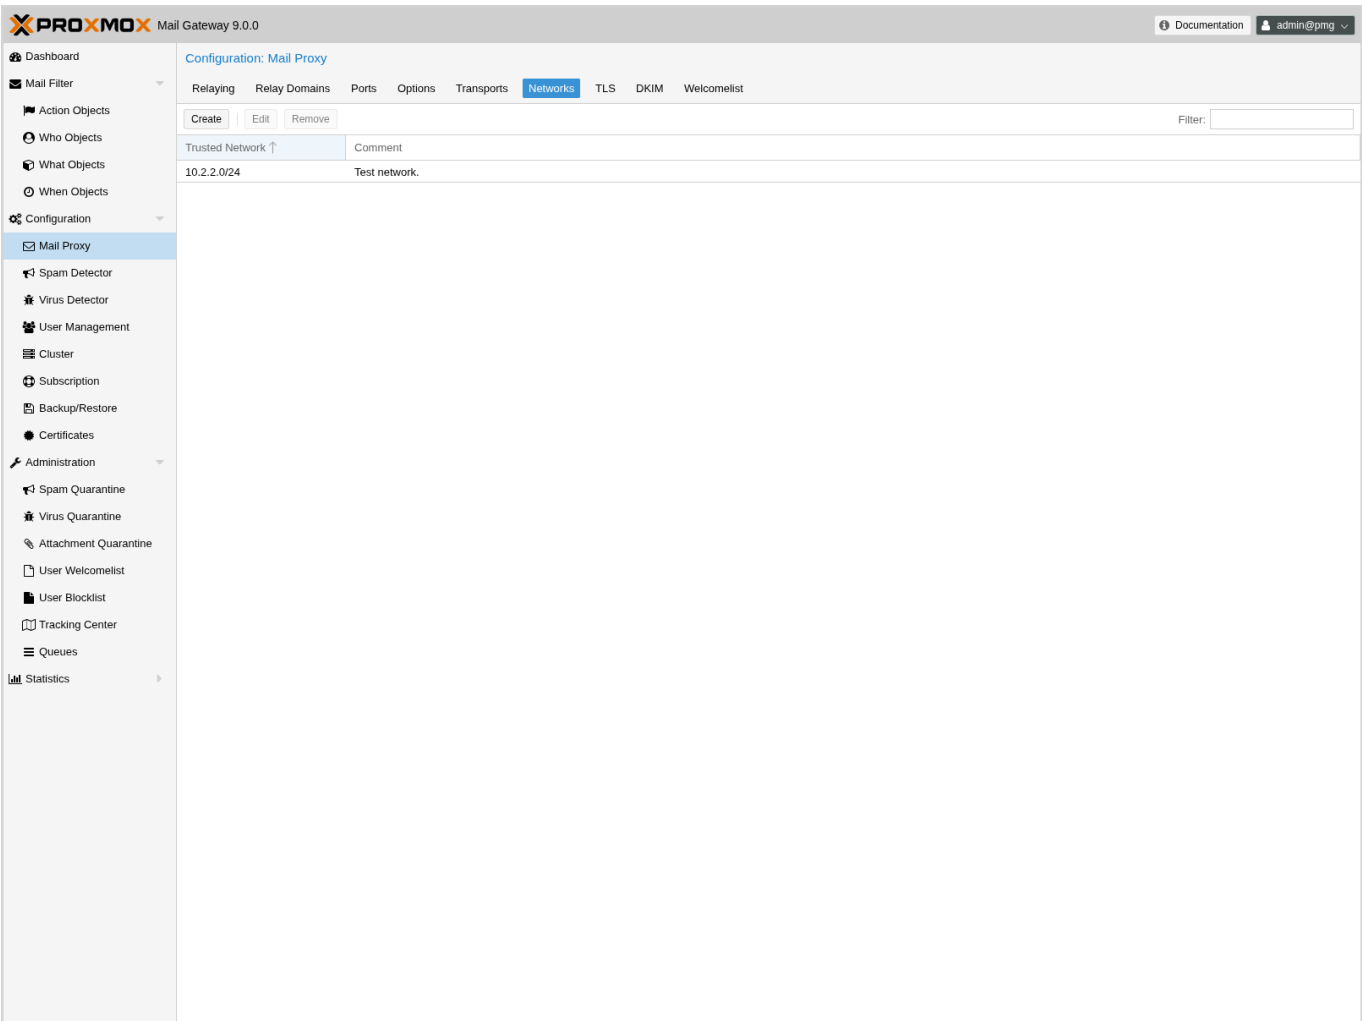 PROXMOX Mail Gateway 9.0.0
Documentation
admin@pmg
Dashboard
Mail Filter
Action Objects
Who Objects
What Objects
When Objects
Configuration
Mail Proxy
Spam Detector
Virus Detector
User Management
Cluster
Subscription
Backup/Restore
Certificates
Administration
Spam Quarantine
Virus Quarantine
Attachment Quarantine
User Welcomelist
User Blocklist
Tracking Center
Queues
Statistics
Configuration: Mail Proxy
Relaying Relay Domains Ports Options Transports Networks TLS DKIM Welcomelist
Create Edit Remove Filter:
Trusted Network Comment
10.2.2.0/24 Test network.